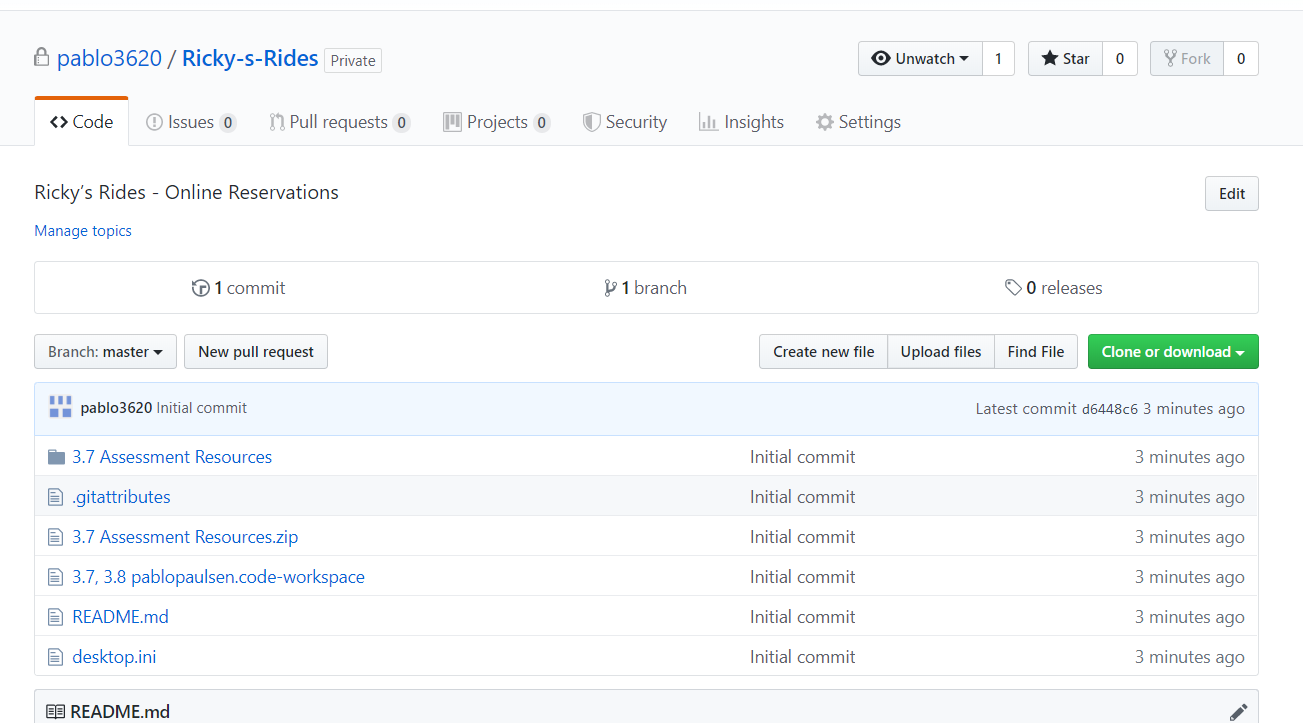 pablo3620 / Ricky-s-Rides Private Unwatch 1 Star 0 Fork 0
Code Issues 0 Pull requests 0 Projects 0 Security Insights Settings
Ricky's Rides - Online Reservations Edit
Manage topics
1 commit 1 branch 0 releases
Branch: master New pull request Create new file Upload files Find File Clone or download
pablo3620 Initial commit Latest commit d6448c6 3 minutes ago
3.7 Assessment Resources Initial commit 3 minutes ago
.gitattributes Initial commit 3 minutes ago
3.7 Assessment Resources.zip Initial commit 3 minutes ago
3.7, 3.8 pablopaulsen.code-workspace Initial commit 3 minutes ago
README.md Initial commit 3 minutes ago
desktop.ini Initial commit 3 minutes ago
README.md